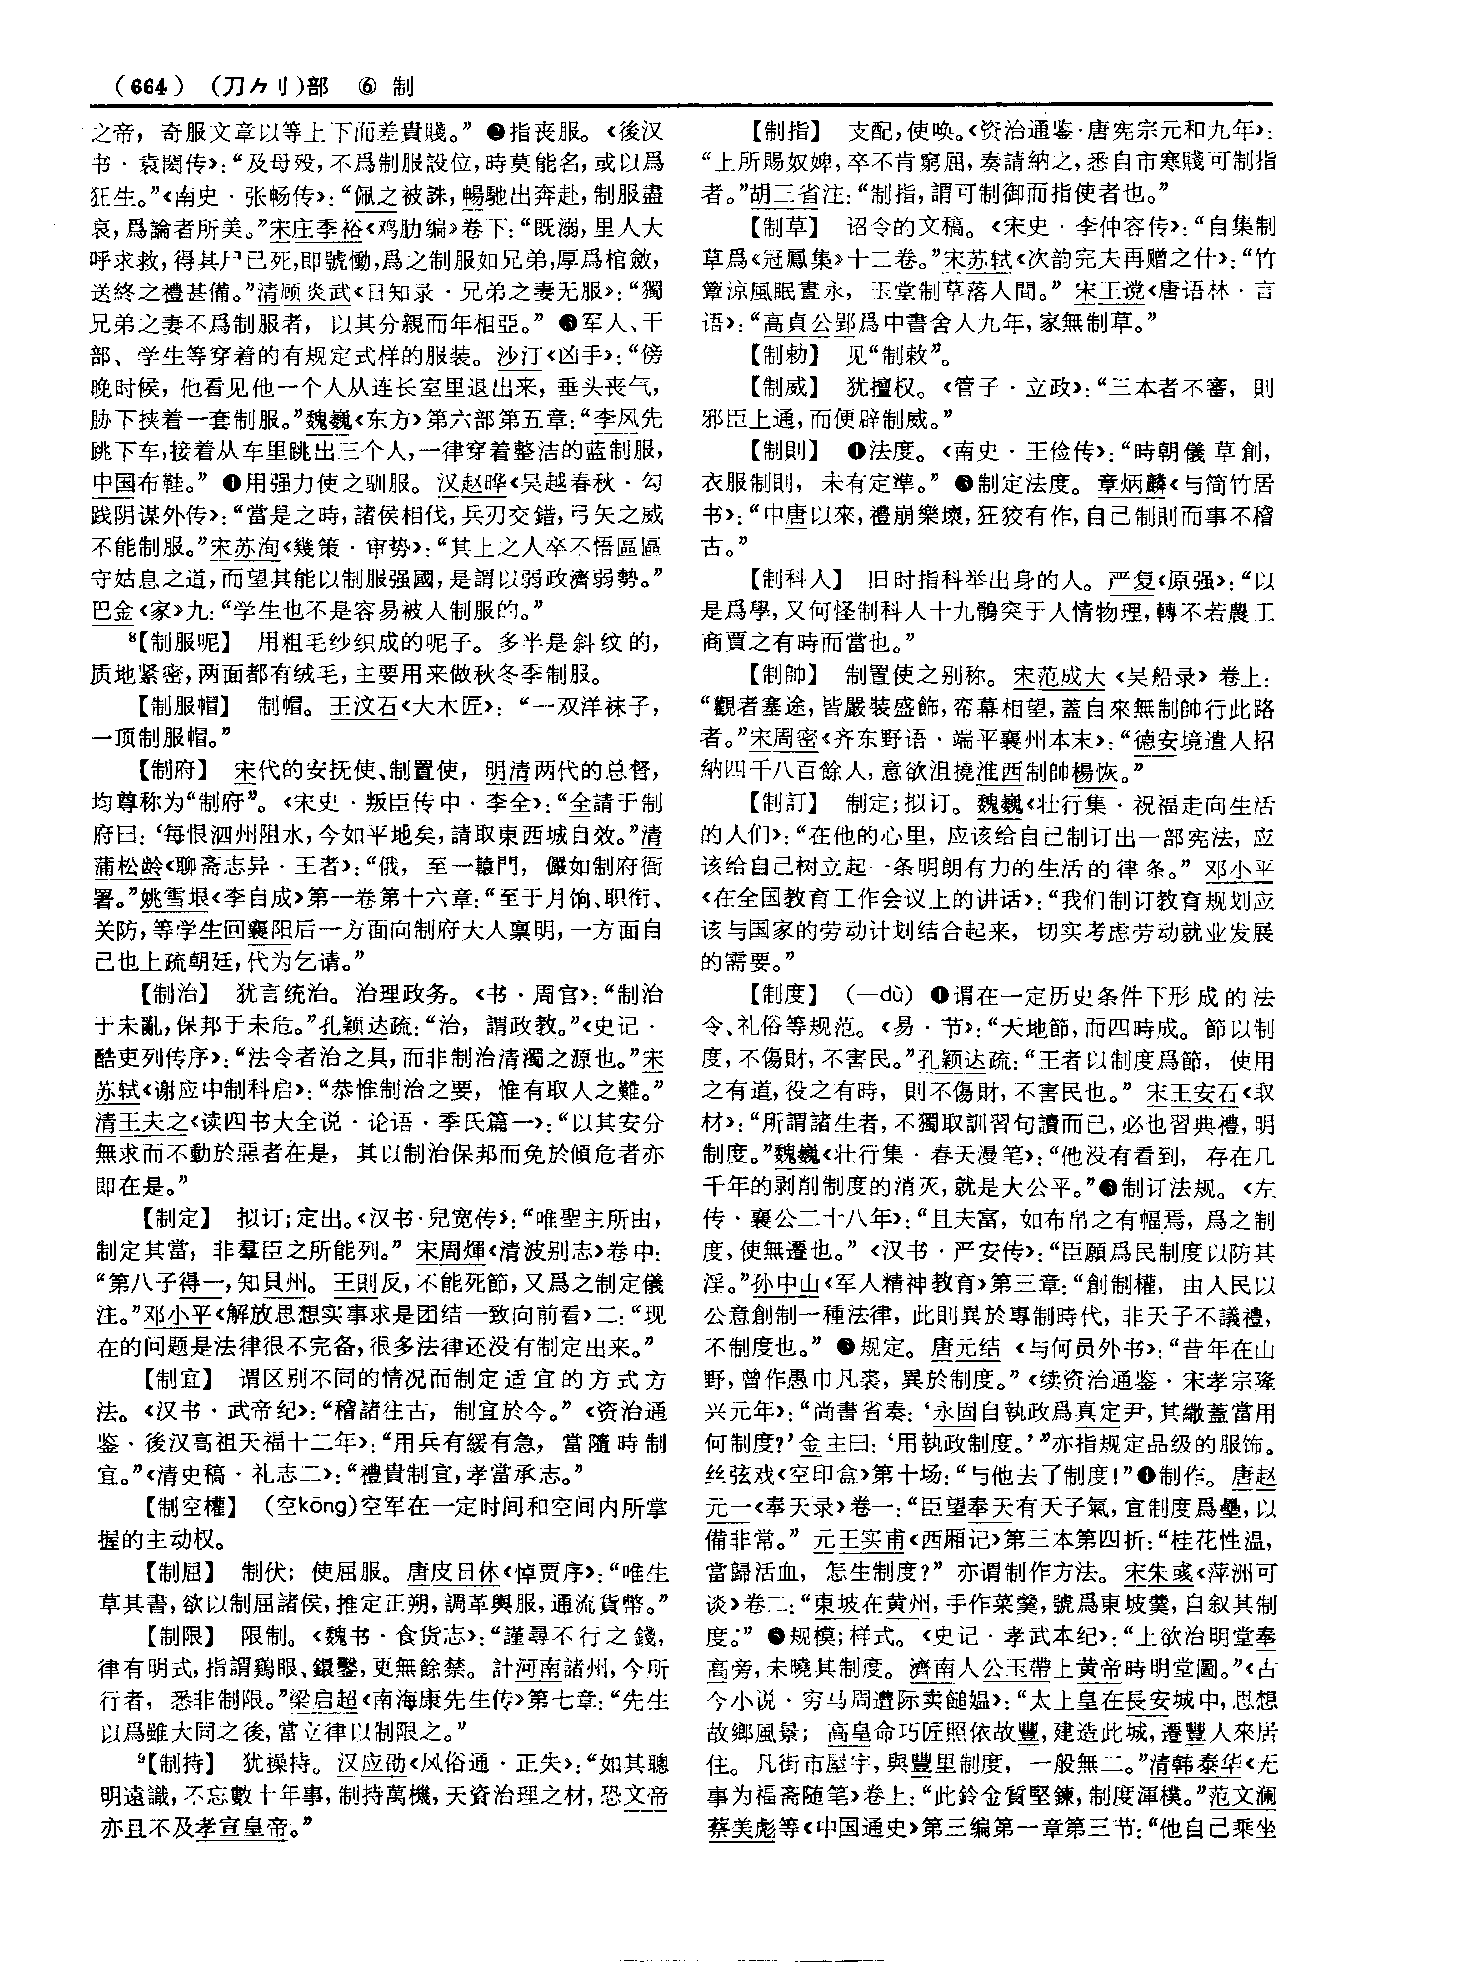 （664）（刀⺈刂)部　⑥　制
之帝，奇服文章以等上下而差貴賤。”❷指丧服。《後汉
书·袁閎传》：“及母殁，不爲制服設位，時莫能名，或以爲
狂生。”《南史·张畅传》：“佩之被誅，暢馳出奔赴，制服盡
哀，爲論者所美。”宋庄季裕《鸡肋编》卷下：“既溺，里人大
呼求救，得其尸已死，即號慟，爲之制服如兄弟，厚爲棺斂，
送終之禮甚備。”清顾炎武《日知录·兄弟之妻无服》：“獨
兄弟之妻不爲制服者，以其分親而年相亞。”❸军人、干
部、学生等穿着的有规定式样的服装。沙汀《凶手》：“傍
晚时候，他看见他一个人从连长室里退出来，垂头丧气，
胁下挟着一套制服。”魏巍《东方》第六部第五章：“李风先
跳下车，接着从车里跳出三个人，一律穿着整洁的蓝制服，
中国布鞋。”❹用强力使之驯服。汉赵晔《吴越春秋·勾
践阴谋外传》：“當是之時，諸侯相伐，兵刃交錯，弓矢之威
不能制服。”宋苏洵《幾策·审势》：“其上之人卒不悟區區
守姑息之道，而望其能以制服强國，是謂以弱政濟弱勢。”
巴金《家》九：“学生也不是容易被人制服的。”
⁸【制服呢】　用粗毛纱织成的呢子。多半是斜纹的，
质地紧密，两面都有绒毛，主要用来做秋冬季制服。
【制服帽】　制帽。王汶石《大木匠》：“一双洋袜子，
一顶制服帽。”
【制府】　宋代的安抚使、制置使，明清两代的总督，
均尊称为“制府”。《宋史·叛臣传中·李全》：“全請于制
府曰：‘每恨泗州阻水，今如平地矣，請取東西城自效。”清
蒲松龄《聊斋志异·王者》：“俄，至一轅門，儼如制府衙
署。”姚雪垠《李自成》第一卷第十六章：“至于月饷、职衔、
关防，等学生回襄阳后一方面向制府大人禀明，一方面自
己也上疏朝廷，代为乞请。”
【制治】　犹言统治。治理政务。《书·周官》：“制治
于未亂，保邦于未危。”孔颖达疏：“治，謂政教。”《史记·
酷吏列传序》：“法令者治之具，而非制治清濁之源也。”宋
苏轼《谢应中制科启》：“恭惟制治之要，惟有取人之難。”
清王夫之《读四书大全说·论语·季氏篇一》：“以其安分
無求而不動於惡者在是，其以制治保邦而免於傾危者亦
即在是。”
【制定】　拟订；定出。《汉书·兒宽传》：“唯聖主所由，
制定其當，非羣臣之所能列。”宋周煇《清波别志》卷中：
“第八子得一，知貝州。王則反，不能死節，又爲之制定儀
注。”邓小平《解放思想实事求是团结一致向前看》二：“现
在的问题是法律很不完备，很多法律还没有制定出来。”
【制宜】　谓区别不同的情况而制定适宜的方式方
法。《汉书·武帝纪》：“稽諸往古，制宜於今。”《资治通
鉴·後汉高祖天福十二年》：“用兵有緩有急，當隨時制
宜。”《清史稿·礼志二》：“禮貴制宜，孝當承志。”
【制空權】　(空kōng)空军在一定时间和空间内所掌
握的主动权。
【制屈】　制伏；使屈服。唐皮日休《悼贾序》：“唯生
草其書，欲以制屈諸侯，推定正朔，調革輿服，通流貨幣。”
【制限】　限制。《魏书·食货志》：“謹尋不行之錢，
律有明式，指謂鷄眼、鐶鑿，更無餘禁。計河南諸州，今所
行者，悉非制限。”梁启超《南海康先生传》第七章：“先生
以爲雖大同之後，當立律以制限之。”
⁹【制持】　犹操持。汉应劭《风俗通·正失》：“如其聰
明遠識，不忘數十年事，制持萬機，天資治理之材，恐文帝
亦且不及孝宣皇帝。”
【制指】　支配，使唤。《资治通鉴·唐宪宗元和九年》：
“上所賜奴婢，卒不肯窮屈，奏請納之，悉自市寒賤可制指
者。”胡三省注：“制指，謂可制御而指使者也。”
【制草】　诏令的文稿。《宋史·李仲容传》：“自集制
草爲《冠鳳集》十二卷。”宋苏轼《次韵完夫再赠之什》：“竹
簟涼風眠晝永，玉堂制草落人間。”宋王谠《唐语林·言
语》：“高貞公郢爲中書舍人九年，家無制草。”
【制勅】　见“制敕”。
【制威】　犹擅权。《管子·立政》：“三本者不審，則
邪臣上通，而便辟制威。”
【制則】　❶法度。《南史·王俭传》：“時朝儀草創，
衣服制則，未有定準。”❷制定法度。章炳麟《与简竹居
书》：“中唐以來，禮崩樂壞，狂狡有作，自己制則而事不稽
古。”
【制科人】　旧时指科举出身的人。严复《原强》：“以
是爲學，又何怪制科人十九鶻突于人情物理，轉不若農工
商賈之有時而當也。”
【制帥】　制置使之别称。宋范成大《吴船录》卷上：
“觀者塞途，皆嚴裝盛飾，帟幕相望，蓋自來無制帥行此路
者。”宋周密《齐东野语·端平襄州本末》：“德安境遣人招
納四千八百餘人，意欲沮撓淮西制帥楊恢。”
【制訂】　制定；拟订。魏巍《壮行集·祝福走向生活
的人们》：“在他的心里，应该给自己制订出一部宪法，应
该给自己树立起一条明朗有力的生活的律条。”邓小平
《在全国教育工作会议上的讲话》：“我们制订教育规划应
该与国家的劳动计划结合起来，切实考虑劳动就业发展
的需要。”
【制度】　(—dù)　❶谓在一定历史条件下形成的法
令、礼俗等规范。《易·节》：“天地節，而四時成。節以制
度，不傷財，不害民。”孔颖达疏：“王者以制度爲節，使用
之有道，役之有時，則不傷財，不害民也。”宋王安石《取
材》：“所謂諸生者，不獨取訓習句讀而已，必也習典禮，明
制度。”魏巍《壮行集·春天漫笔》：“他没有看到，存在几
千年的剥削制度的消灭，就是大公平。”❷制订法规。《左
传·襄公二十八年》：“且夫富，如布帛之有幅焉，爲之制
度，使無遷也。”《汉书·严安传》：“臣願爲民制度以防其
淫。”孙中山《军人精神教育》第三章：“創制權，由人民以
公意創制一種法律，此則異於專制時代，非天子不議禮，
不制度也。”❸规定。唐元结《与何员外书》：“昔年在山
野，曾作愚巾凡裘，異於制度。”《续资治通鉴·宋孝宗隆
兴元年》：“尚書省奏：‘永固自執政爲真定尹，其繖蓋當用
何制度?’金主曰：‘用執政制度。’”亦指规定品级的服饰。
丝弦戏《空印盒》第十场：“与他去了制度！”❹制作。唐赵
元一《奉天录》卷一：“臣望奉天有天子氣，宜制度爲壘，以
備非常。”元王实甫《西厢记》第三本第四折：“桂花性温，
當歸活血，怎生制度?”亦谓制作方法。宋朱彧《萍洲可
谈》卷二：“東坡在黄州，手作菜羹，號爲東坡羹，自叙其制
度。”❺规模；样式。《史记·孝武本纪》：“上欲治明堂奉
高旁，未曉其制度。濟南人公玉帶上黄帝時明堂圖。”《古
今小说·穷马周遭际卖䭔媪》：“太上皇在長安城中，思想
故鄉風景；高皇命巧匠照依故豐，建造此城，遷豐人來居
住。凡街市屋宇，與豐里制度，一般無二。”清韩泰华《无
事为福斋随笔》卷上：“此鈴金質堅鍊，制度渾樸。”范文澜
蔡美彪等《中国通史》第三编第一章第三节：“他自己乘坐